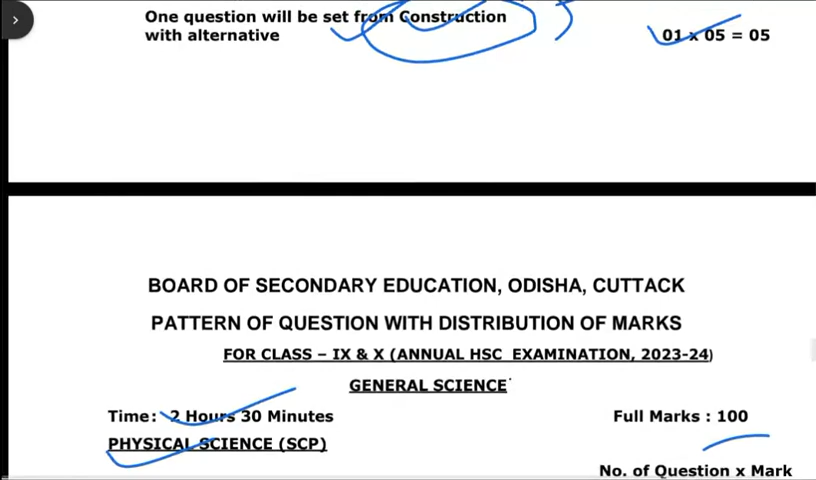 One question will be set from Construction
with alternative 01 x 05 = 05
BOARD OF SECONDARY EDUCATION, ODISHA, CUTTACK
PATTERN OF QUESTION WITH DISTRIBUTION OF MARKS
FOR CLASS – IX & X (ANNUAL HSC EXAMINATION, 2023-24)
GENERAL SCIENCE
Time: 2 Hours 30 Minutes Full Marks : 100
PHYSICAL SCIENCE (SCP)
No. of Question x Mark